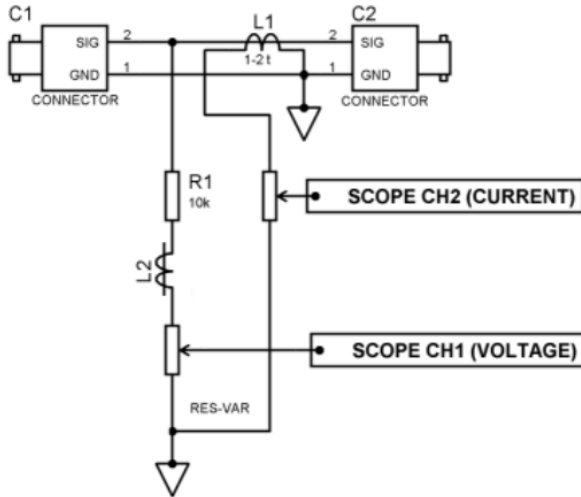 C1
L1
C2
SIG
2
2
SIG
1-2 t
GND
1
1
GND
CONNECTOR
CONNECTOR
R1
10k
SCOPE CH2 (CURRENT)
L2
SCOPE CH1 (VOLTAGE)
RES-VAR